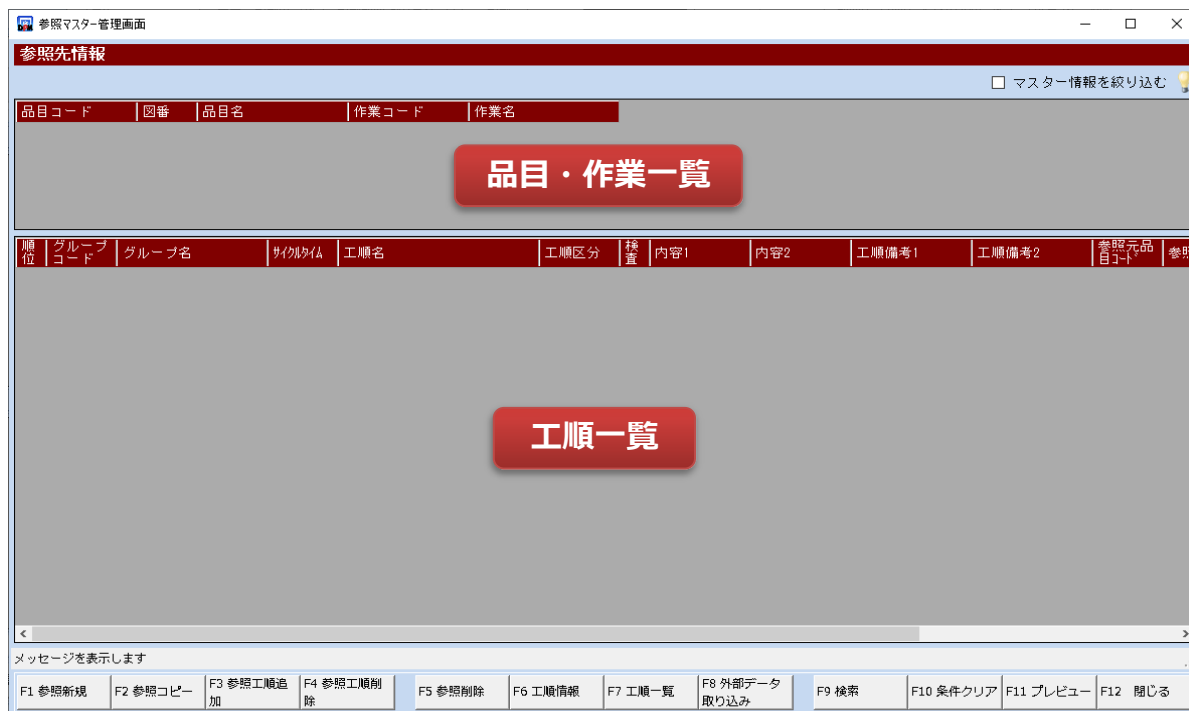 参照マスター管理画面
参照先情報
マスター情報を絞り込む
品目コード 図番 品目名 作業コード 作業名
品目・作業一覧
順位 グループコード グループ名 サイクルタイム 工順名 工順区分 検査 内容1 内容2 工順備考1 工順備考2 参照元品目コード 参照
工順一覧
メッセージを表示します
F1 参照新規 F2 参照コピー F3 参照工順追加 F4 参照工順削除 F5 参照削除 F6 工順情報 F7 工順一覧 F8 外部データ取り込み F9 検索 F10 条件クリア F11 プレビュー F12 閉じる